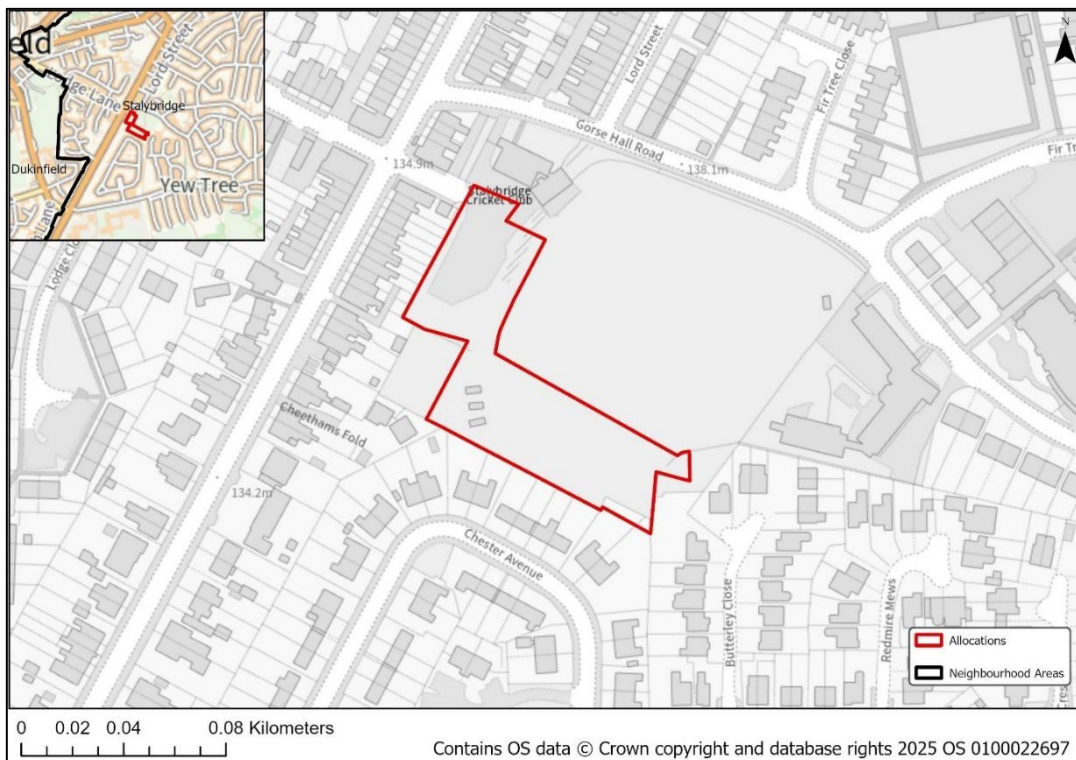 eld
Lord Street
Stalybridge
Dukinfield
Yew Tree
N
Lord Street
Fir Tree Close
Gorse Hall Road
134.9m
138.1m
Stalybridge
Cricket Club
Cheethams Fold
134.2m
Chester Avenue
Butterley Close
Redmire Mews
Allocations
Neighbourhood Areas
0 0.02 0.04 0.08 Kilometers
Contains OS data © Crown copyright and database rights 2025 OS 0100022697